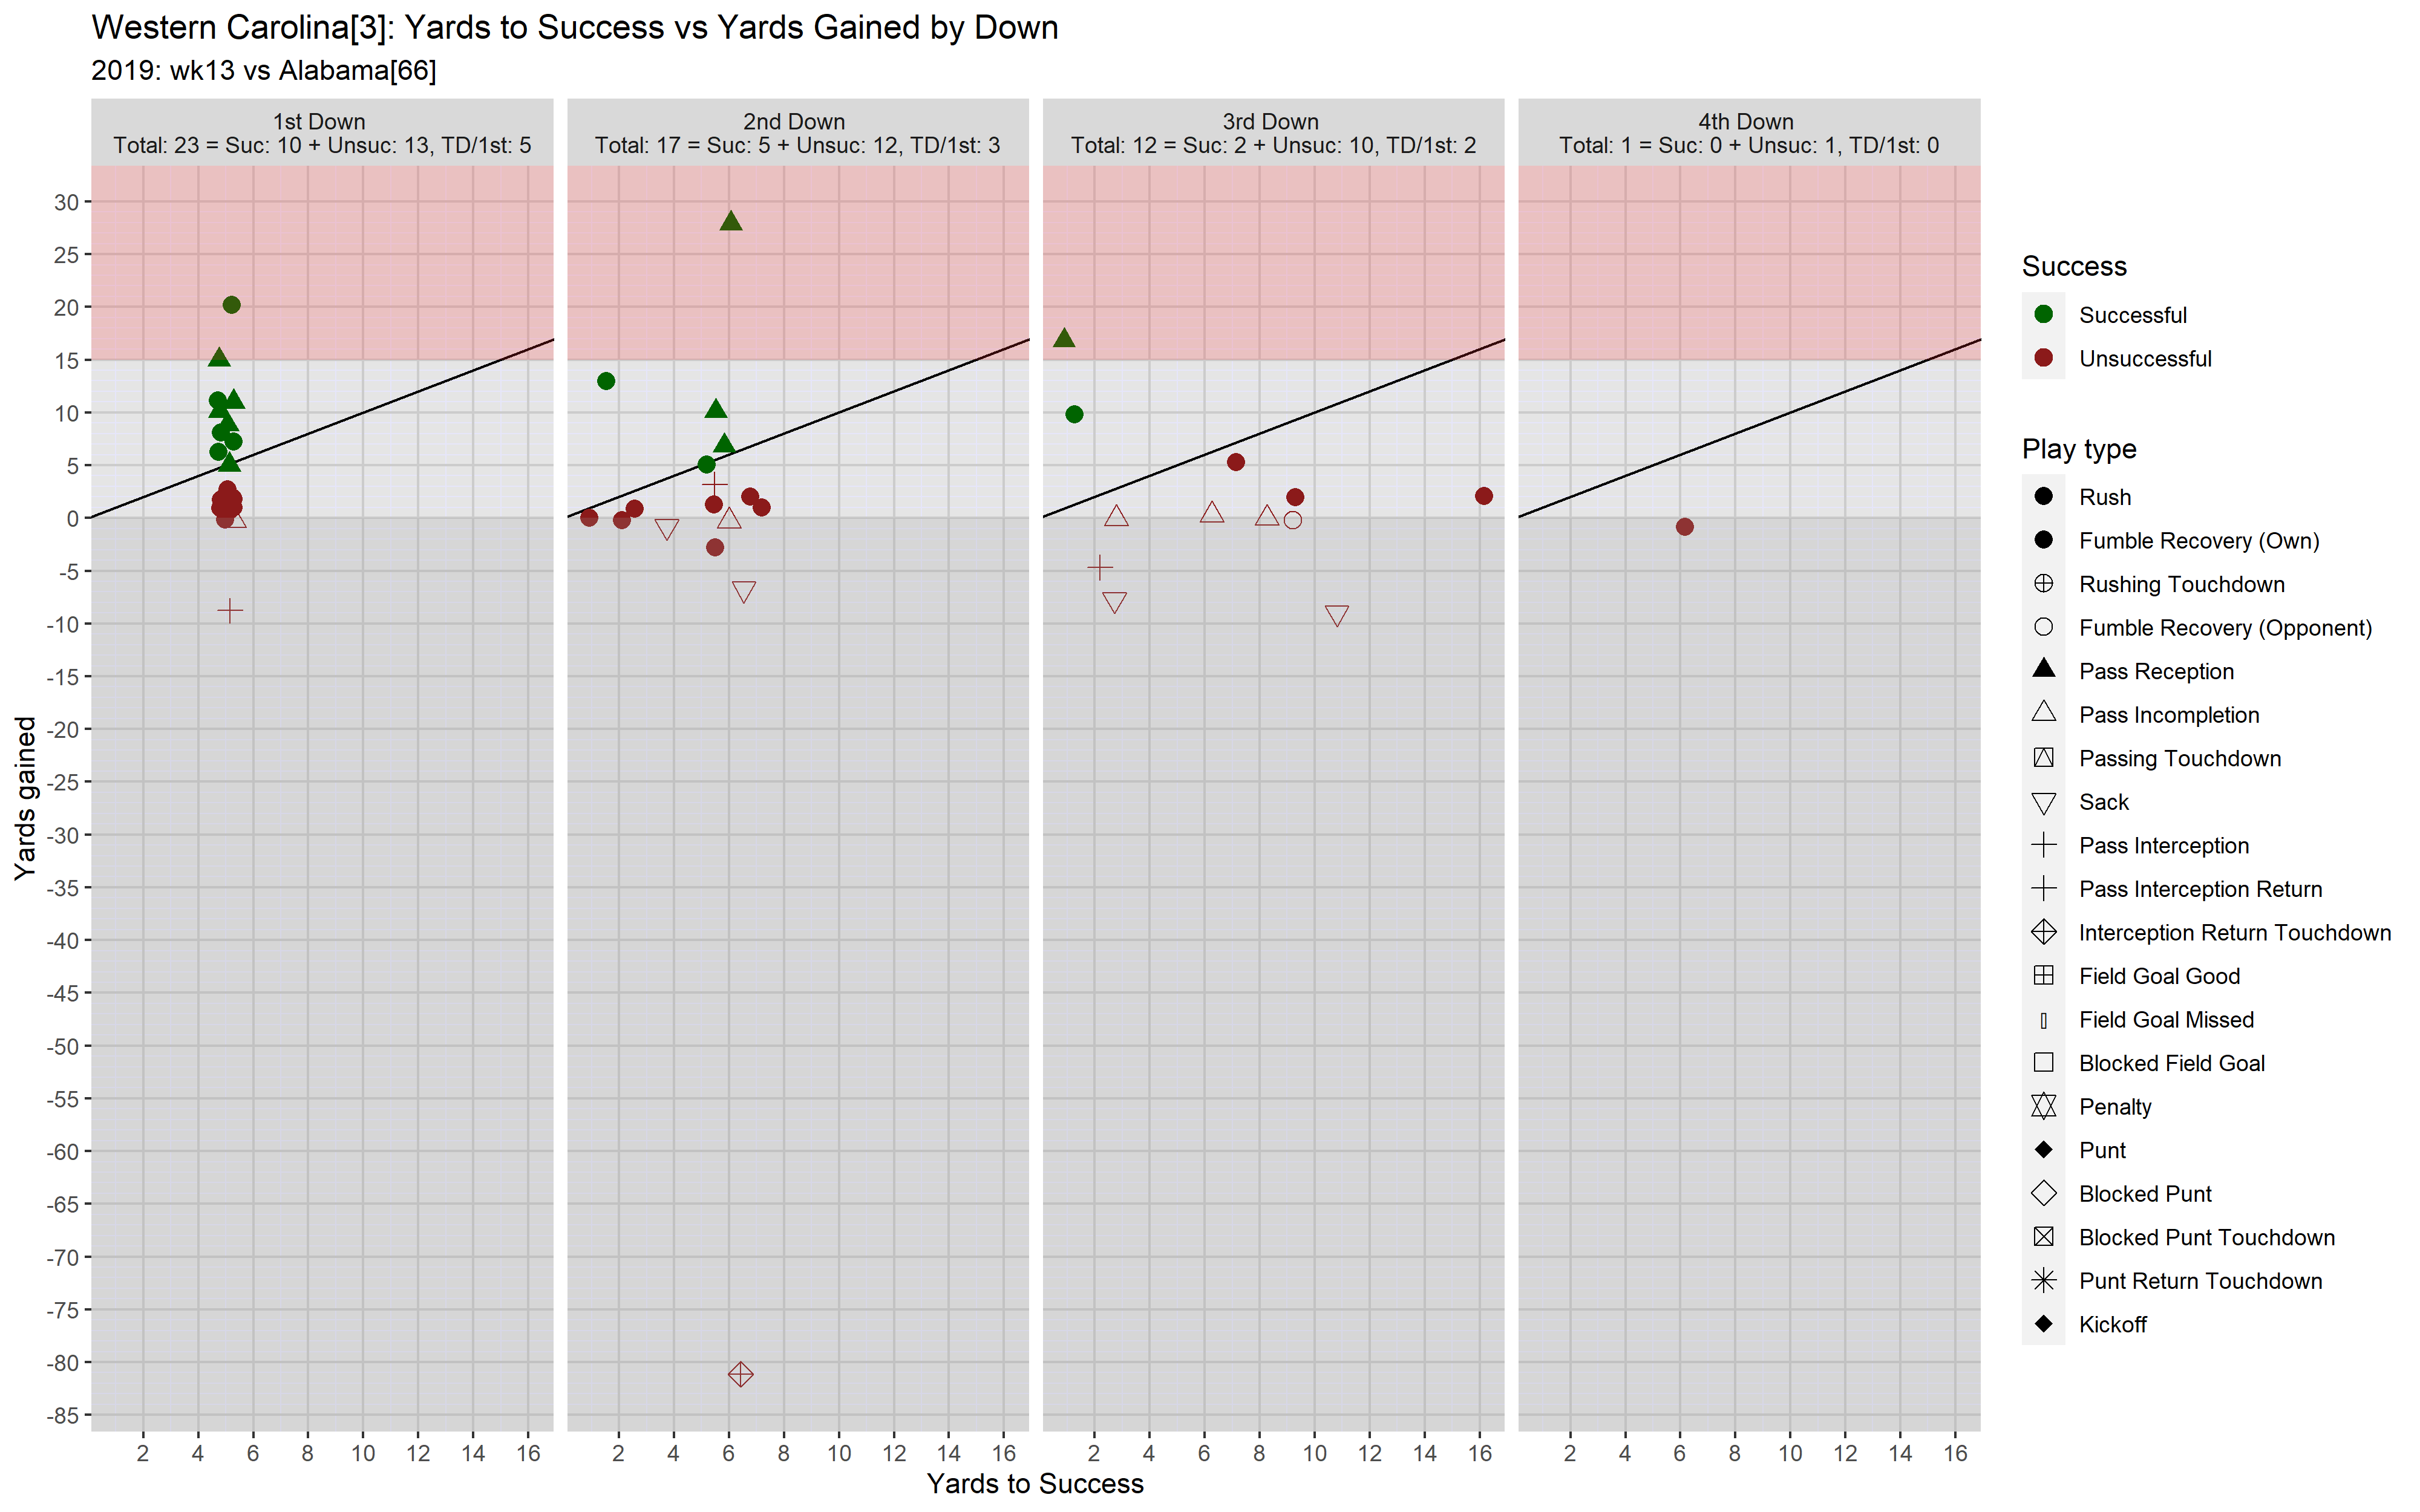 Western Carolina[3]: Yards to Success vs Yards Gained by Down
2019: wk13 vs Alabama[66]
1st Down
Total: 23 = Suc: 10 + Unsuc: 13, TD/1st: 5
2nd Down
Total: 17 = Suc: 5 + Unsuc: 12, TD/1st: 3
3rd Down
Total: 12 = Suc: 2 + Unsuc: 10, TD/1st: 2
4th Down
Total: 1 = Suc: 0 + Unsuc: 1, TD/1st: 0
Yards gained
30
25
20
15
10
5
0
-5
-10
-15
-20
-25
-30
-35
-40
-45
-50
-55
-60
-65
-70
-75
-80
-85
2 4 6 8 10 12 14 16
2 4 6 8 10 12 14 16
2 4 6 8 10 12 14 16
2 4 6 8 10 12 14 16
Yards to Success
Success
Successful
Unsuccessful
Play type
Rush
Fumble Recovery (Own)
Rushing Touchdown
Fumble Recovery (Opponent)
Pass Reception
Pass Incompletion
Passing Touchdown
Sack
Pass Interception
Pass Interception Return
Interception Return Touchdown
Field Goal Good
Field Goal Missed
Blocked Field Goal
Penalty
Punt
Blocked Punt
Blocked Punt Touchdown
Punt Return Touchdown
Kickoff